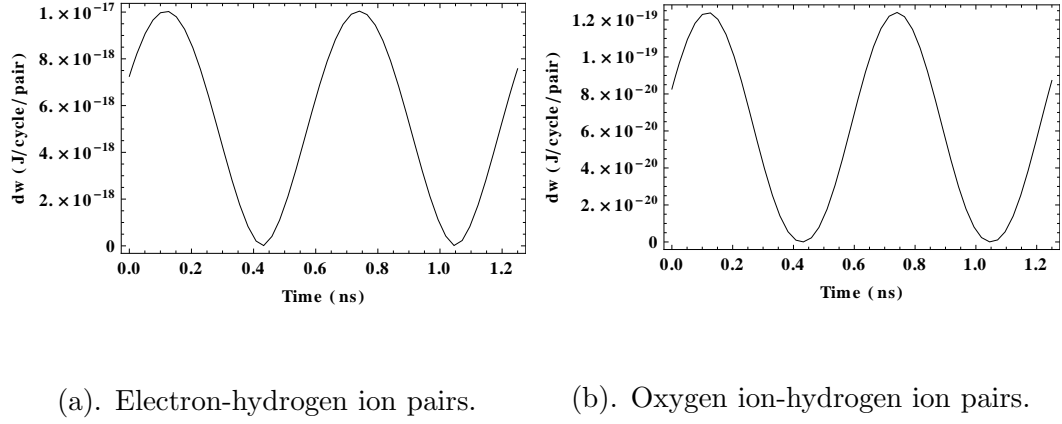 1.×10⁻¹⁷
8.×10⁻¹⁸
6.×10⁻¹⁸
4.×10⁻¹⁸
2.×10⁻¹⁸
0
dw (J/cycle/pair)
0.0 0.2 0.4 0.6 0.8 1.0 1.2
Time (ns)
1.2×10⁻¹⁹
1.×10⁻¹⁹
8.×10⁻²⁰
6.×10⁻²⁰
4.×10⁻²⁰
2.×10⁻²⁰
0
dw (J/cycle/pair)
0.0 0.2 0.4 0.6 0.8 1.0 1.2
Time (ns)
(a). Electron-hydrogen ion pairs.
(b). Oxygen ion-hydrogen ion pairs.